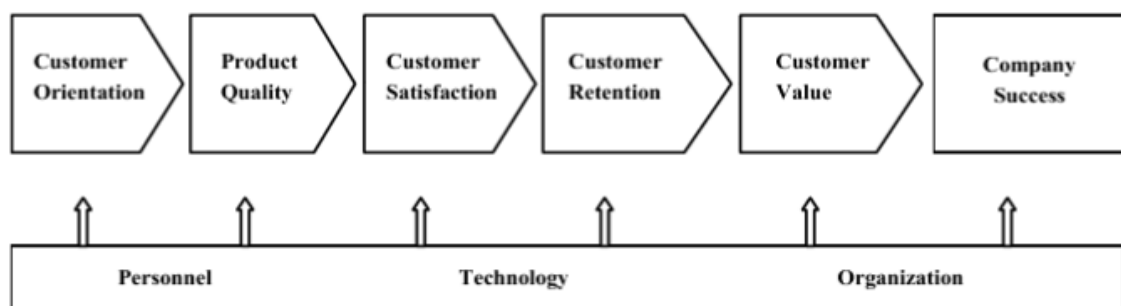 Customer
Orientation
Product
Quality
Customer
Satisfaction
Customer
Retention
Customer
Value
Company
Success
Personnel
Technology
Organization